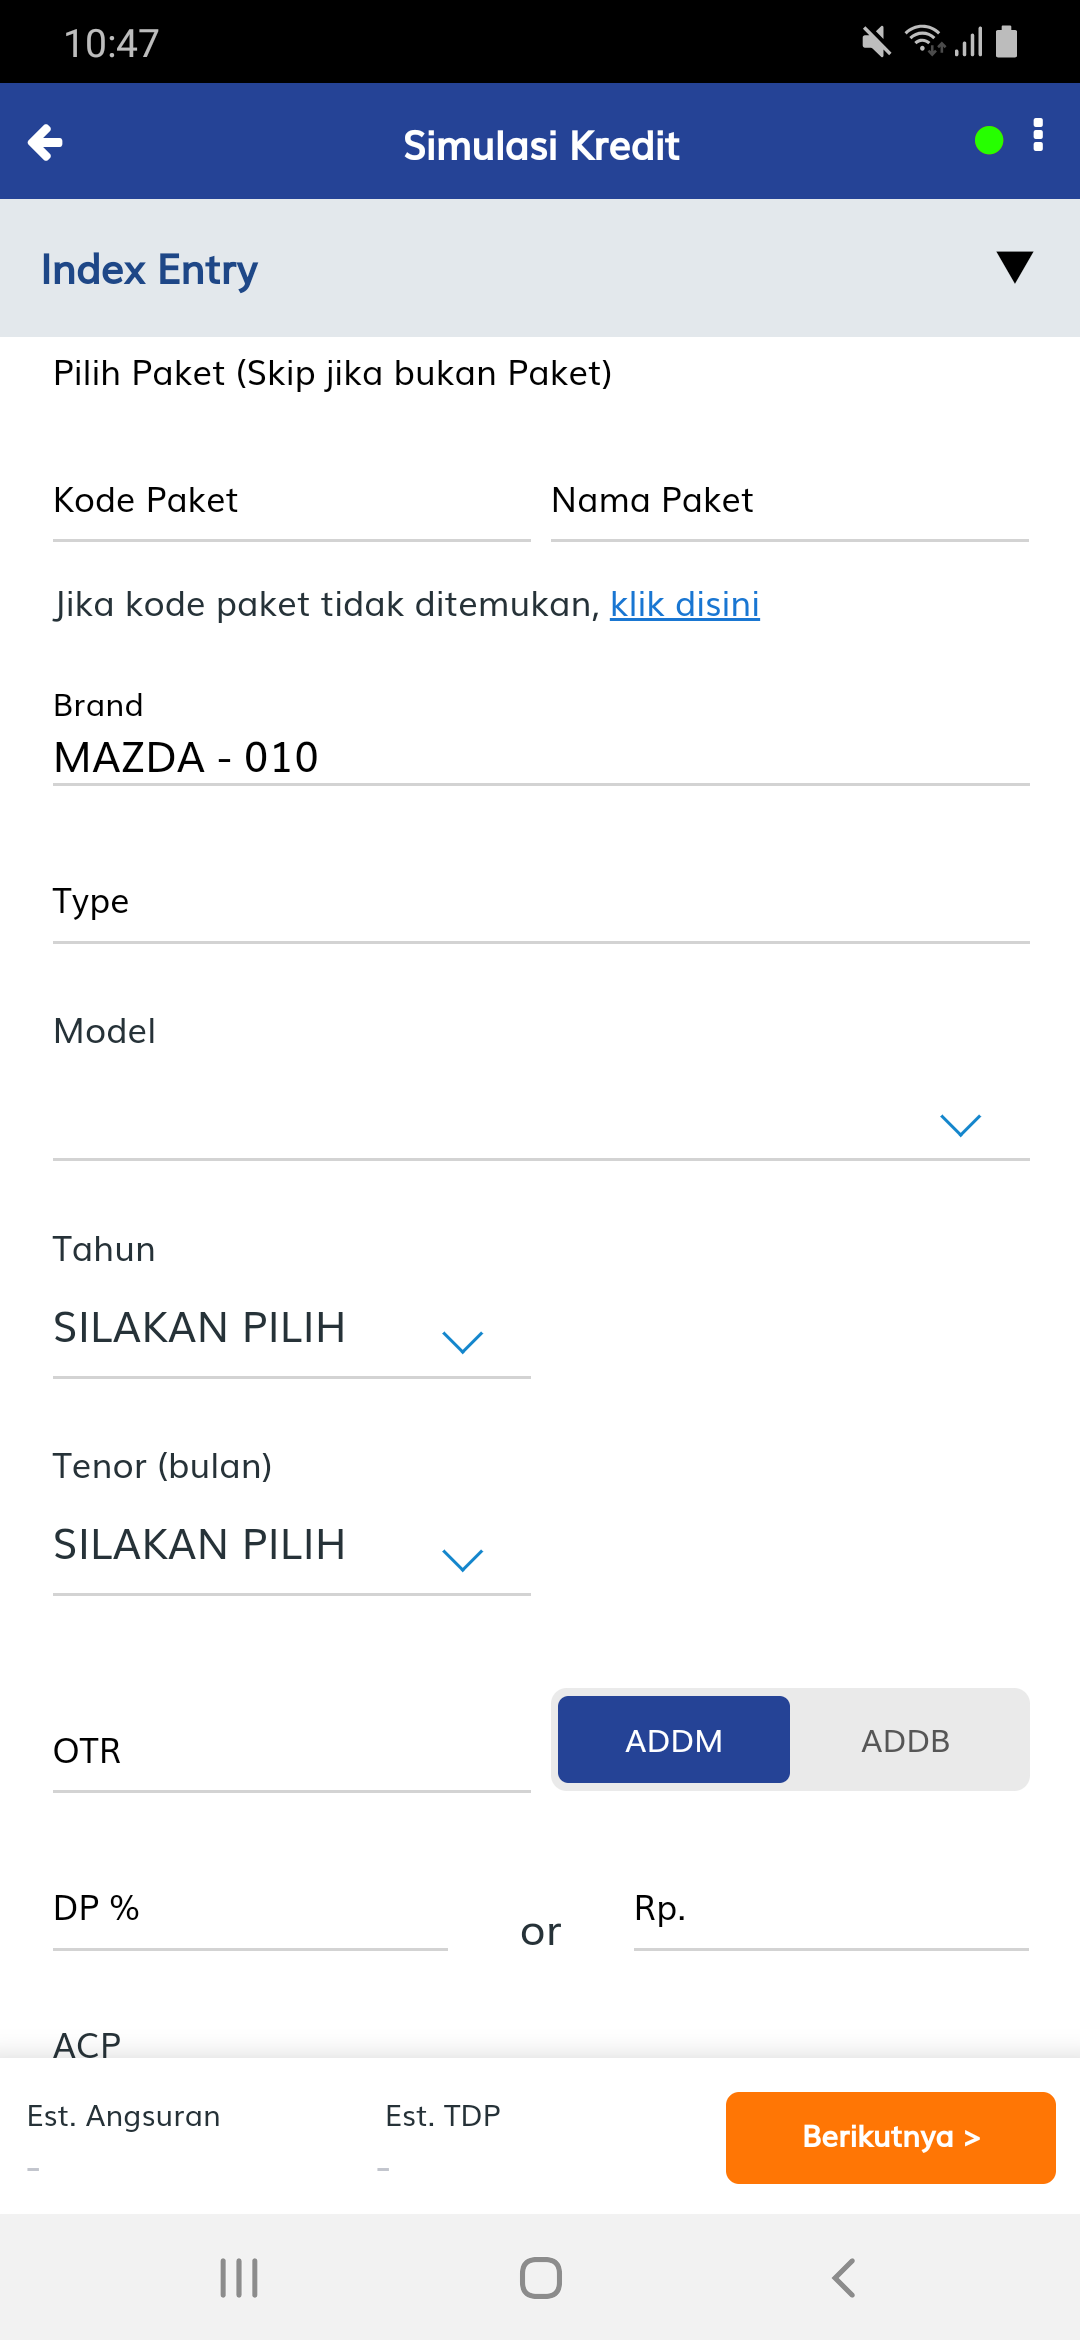 10:47
Simulasi Kredit
Index Entry
Pilih Paket (Skip jika bukan Paket)
Kode Paket Nama Paket
Jika kode paket tidak ditemukan, klik disini
Brand
MAZDA - 010
Type
Model
Tahun
SILAKAN PILIH
Tenor (bulan)
SILAKAN PILIH
OTR ADDM ADDB
DP % or Rp.
ACP
Est. Angsuran Est. TDP Berikutnya >
- -